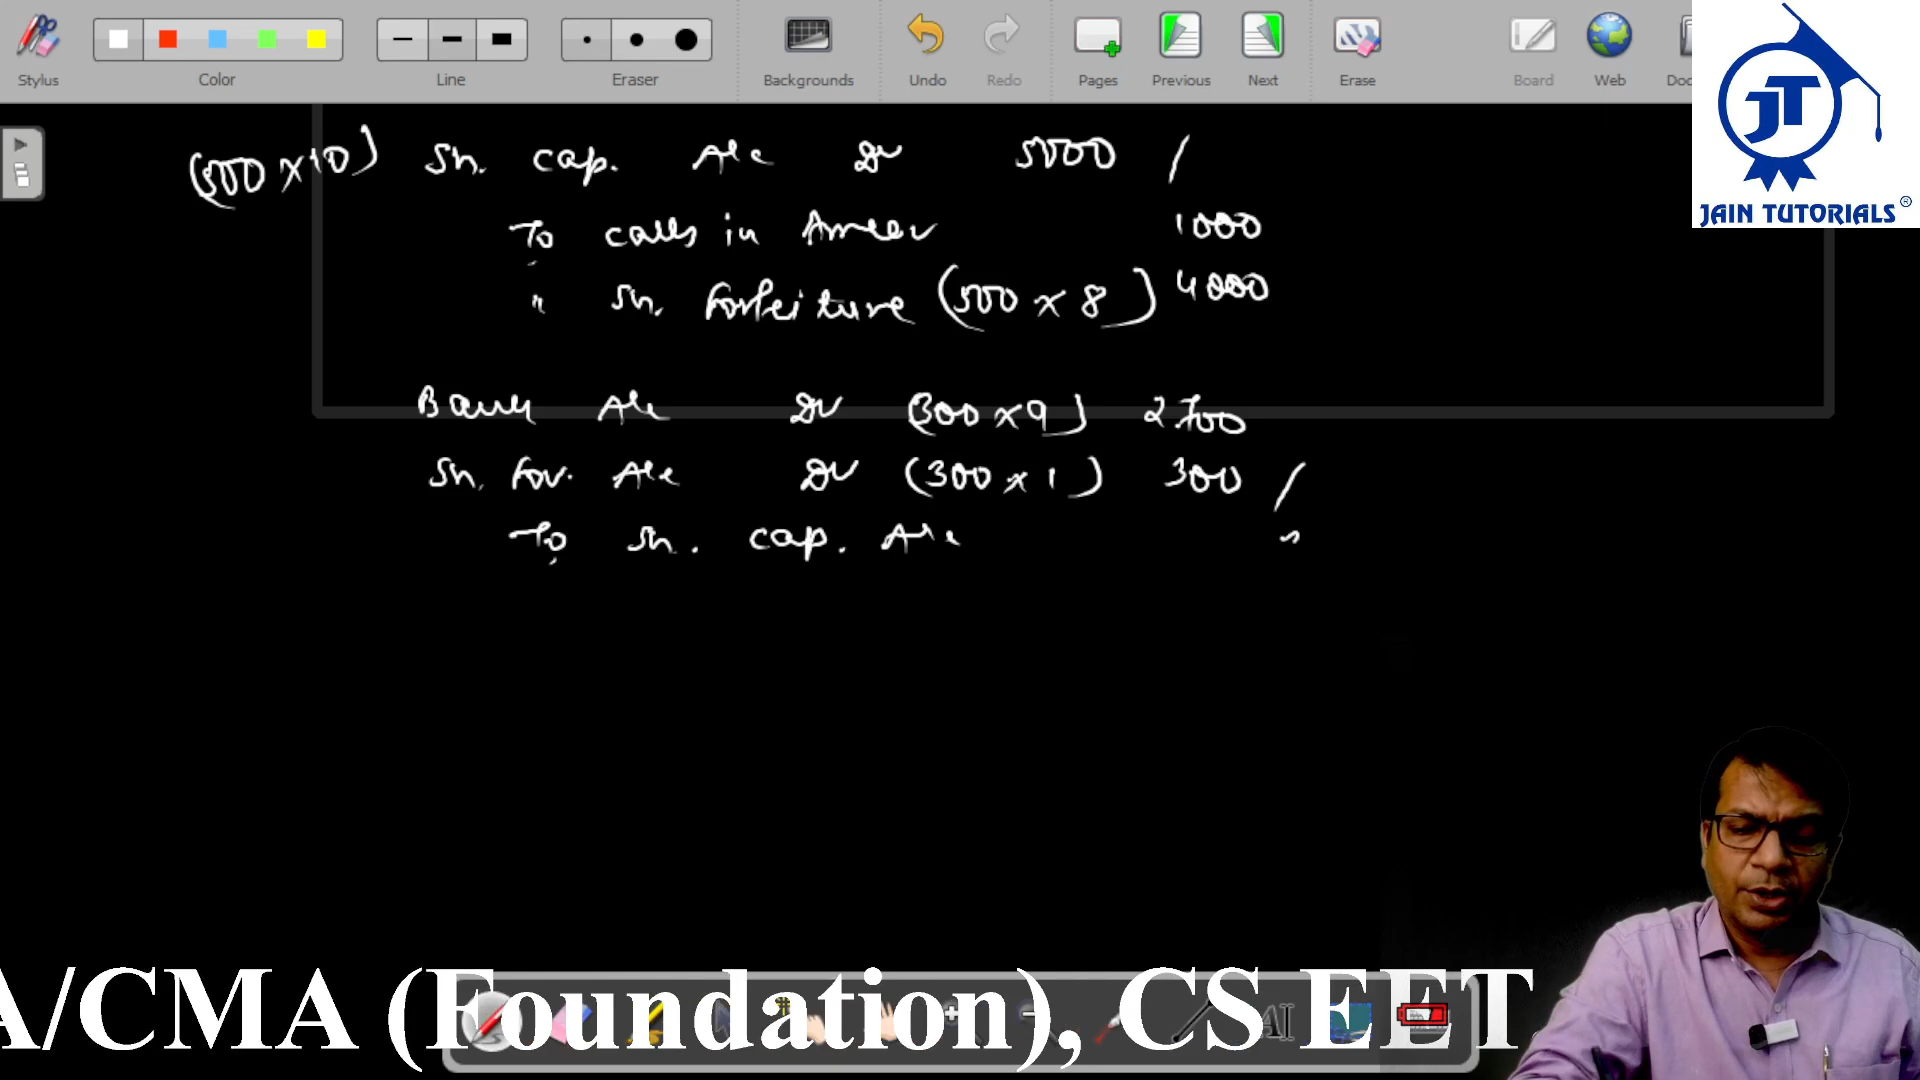 Stylus Color Line Eraser Backgrounds Undo Redo Pages Previous Next Erase Board Web
JT
JAIN TUTORIALS®
(500 x 10) Sh. cap. A/c Dr 5000 /
To calls in Arrear 1000
" Sh. Forfeiture (500 x 8) 4000
Bank A/c Dr (300 x 9) 2700
Sh. For. A/c Dr (300 x 1) 300 /
To Sh. cap. A/c
A/CMA (Foundation), CS EET